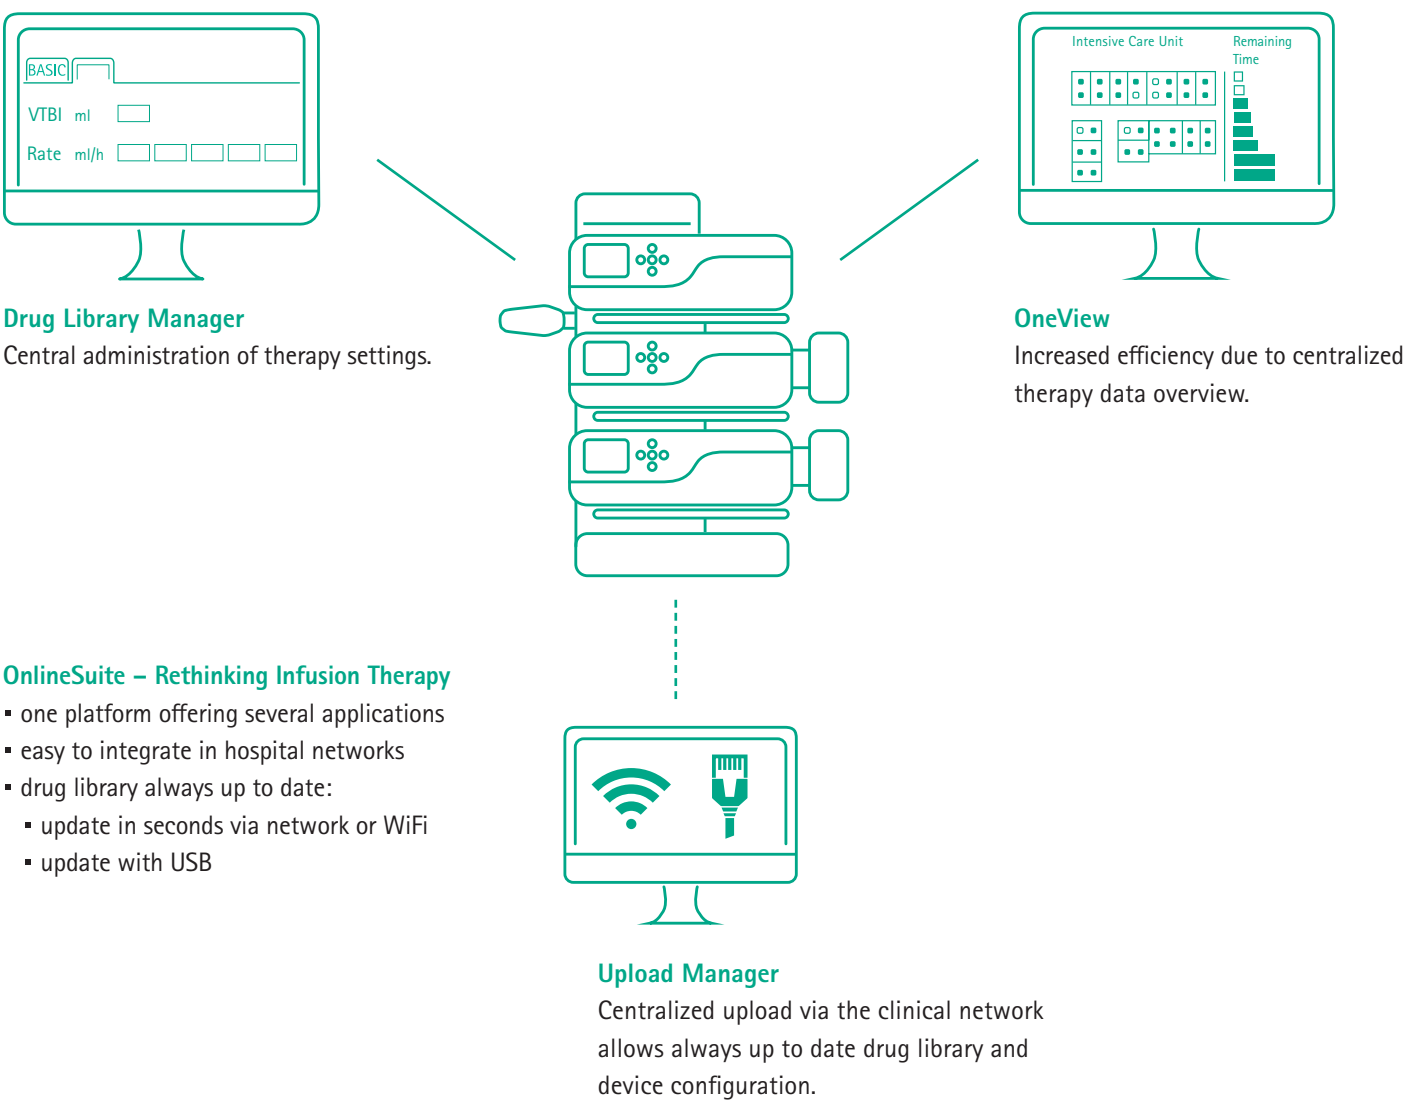 BASIC
VTBI ml
Rate ml/h
Intensive Care Unit
Remaining
Time
Drug Library Manager
Central administration of therapy settings.
OneView
Increased efficiency due to centralized
therapy data overview.
OnlineSuite – Rethinking Infusion Therapy
▪ one platform offering several applications
▪ easy to integrate in hospital networks
▪ drug library always up to date:
▪ update in seconds via network or WiFi
▪ update with USB
Upload Manager
Centralized upload via the clinical network
allows always up to date drug library and
device configuration.